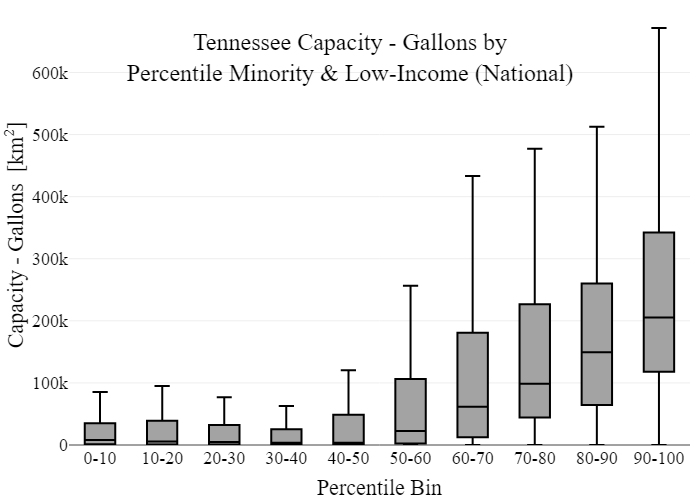 Tennessee Capacity - Gallons by
Percentile Minority & Low-Income (National)
Capacity - Gallons [km²]
600k
500k
400k
300k
200k
100k
0
0-10 10-20 20-30 30-40 40-50 50-60 60-70 70-80 80-90 90-100
Percentile Bin